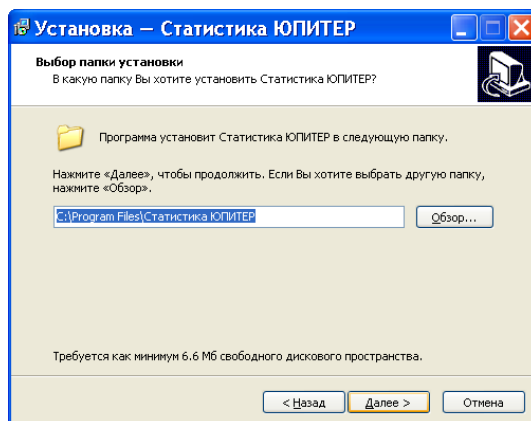 Установка — Статистика ЮПИТЕР
Выбор папки установки
В какую папку Вы хотите установить Статистика ЮПИТЕР?
Программа установит Статистика ЮПИТЕР в следующую папку.
Нажмите «Далее», чтобы продолжить. Если Вы хотите выбрать другую папку,
нажмите «Обзор».
C:\Program Files\Статистика ЮПИТЕР
Обзор...
Требуется как минимум 6.6 Мб свободного дискового пространства.
< Назад
Далее >
Отмена